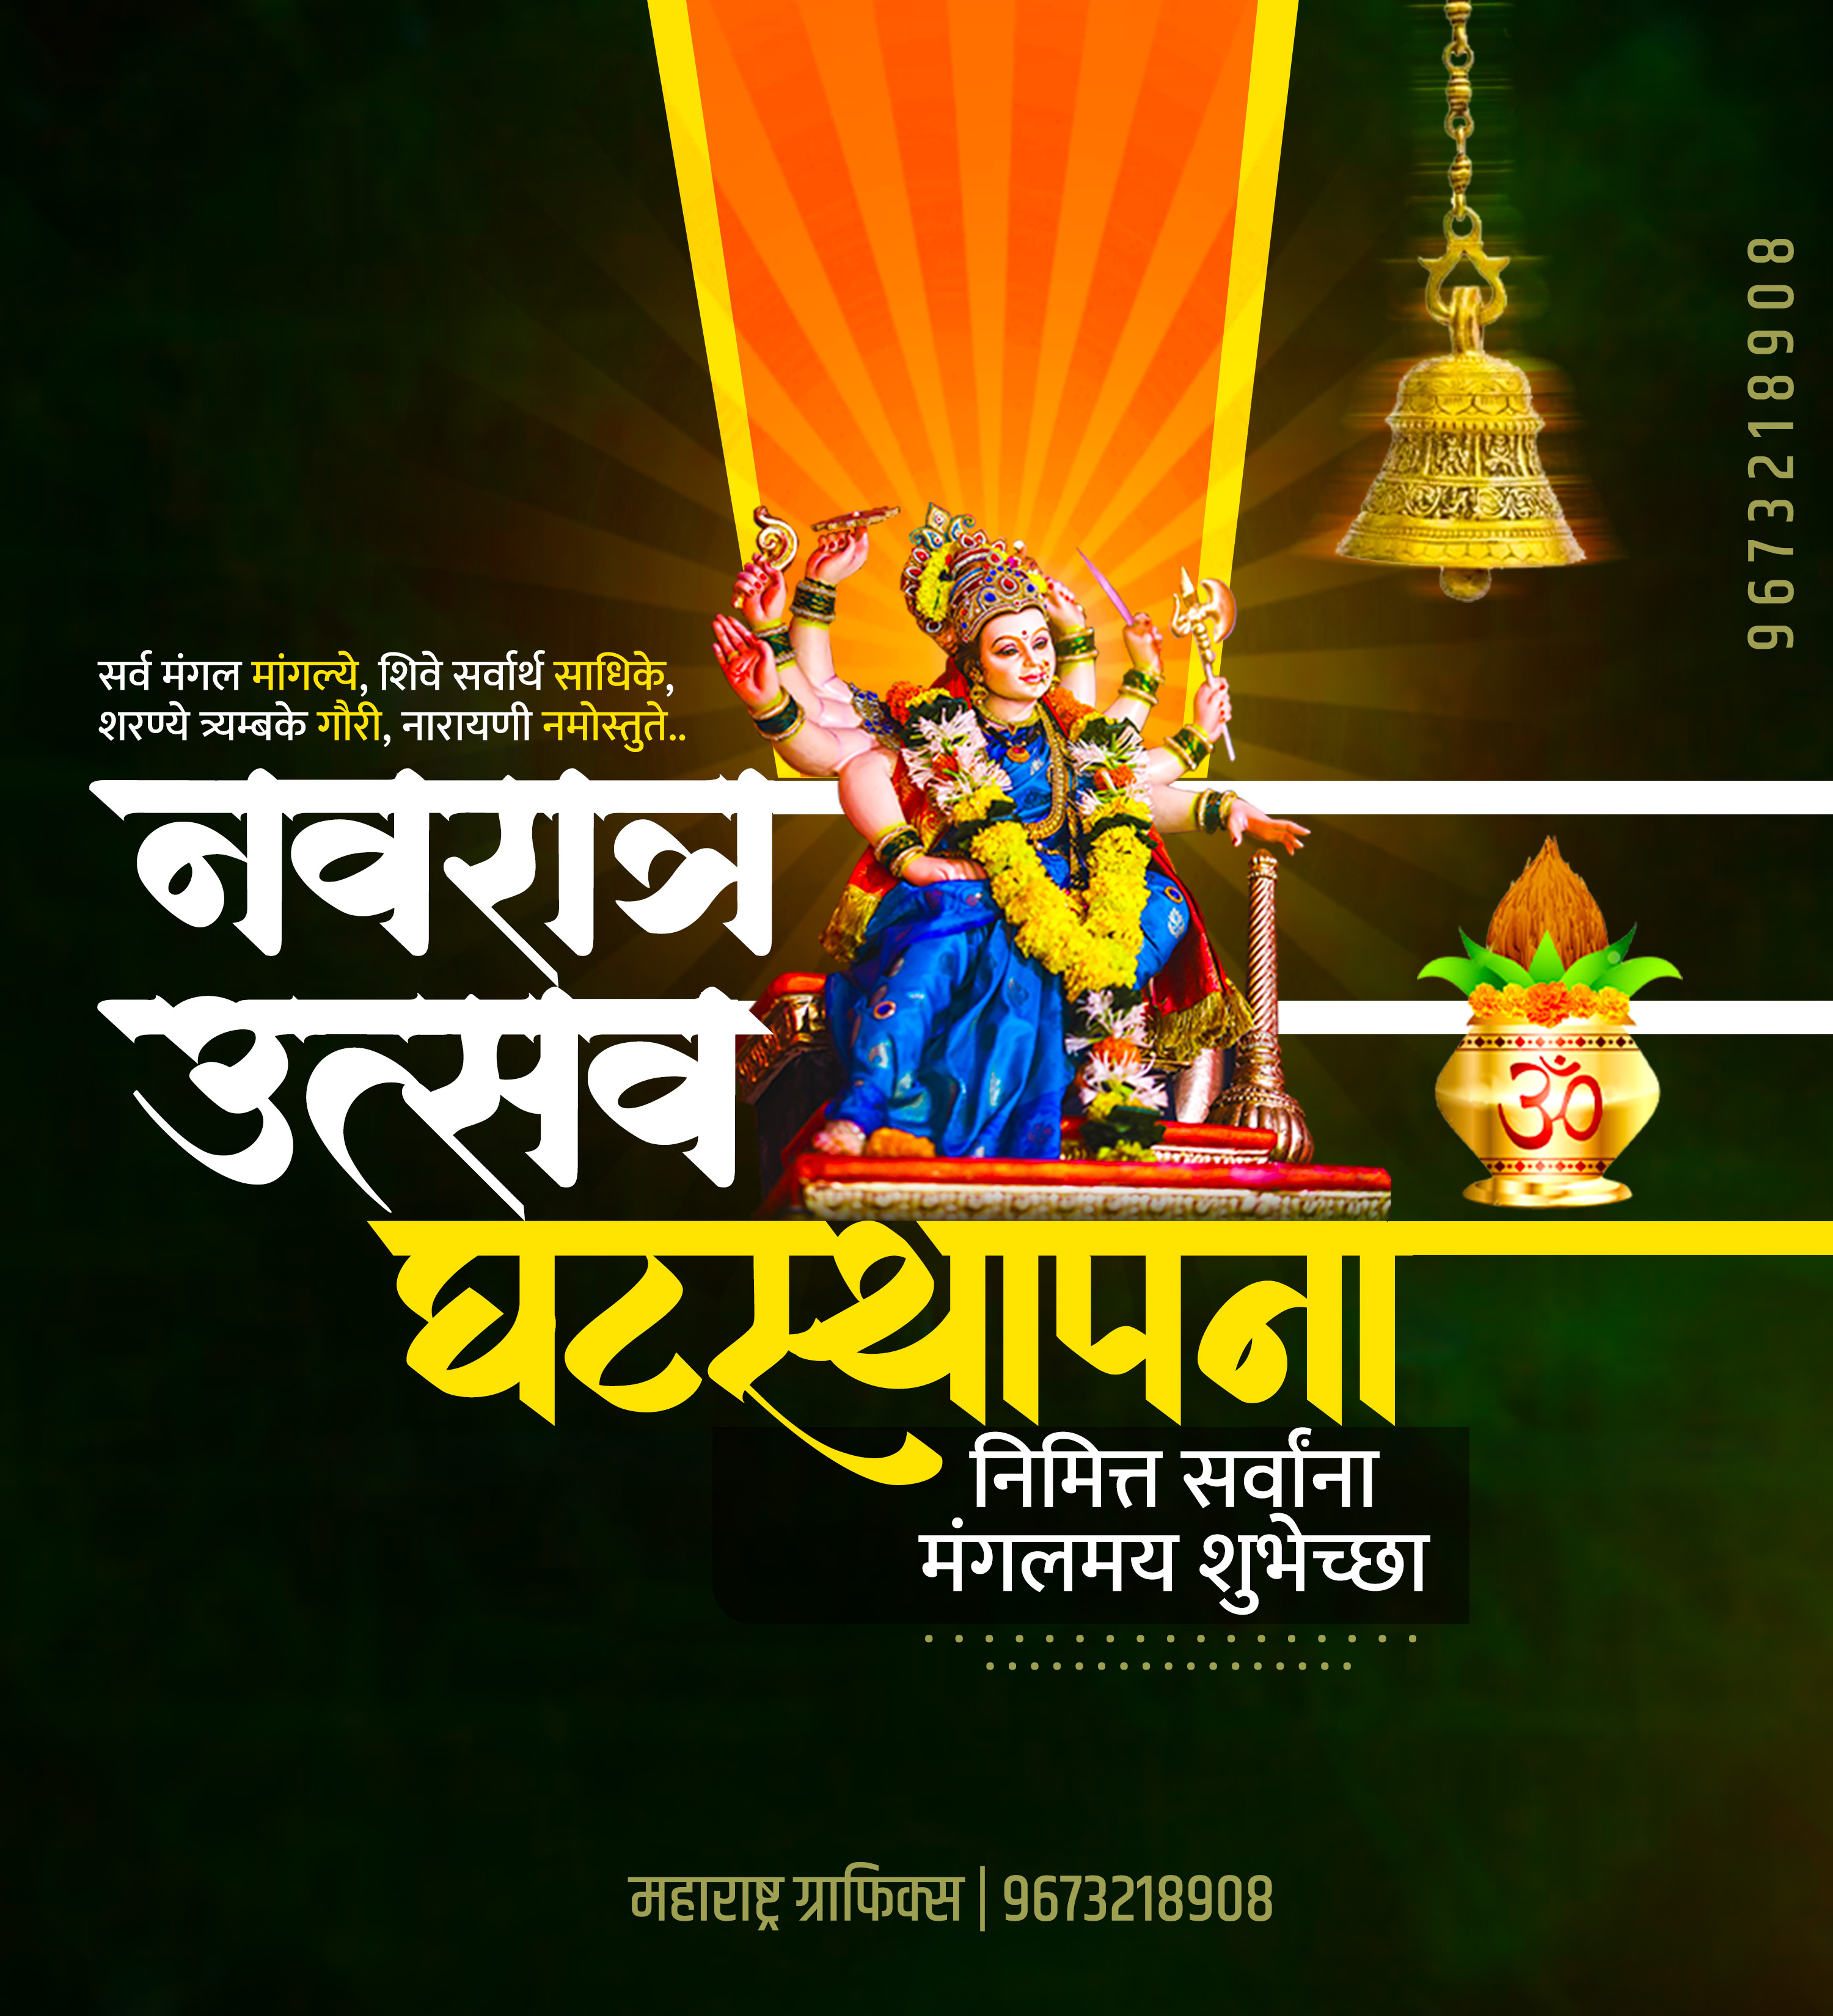 9673218908
सर्व मंगल मांगल्ये, शिवे सर्वार्थ साधिके,
शरण्ये त्र्यम्बके गौरी, नारायणी नमोस्तुते..
नवरात्र
उत्सव
ॐ
घटस्थापना
निमित्त सर्वांना
मंगलमय शुभेच्छा
महाराष्ट्र ग्राफिक्स | 9673218908